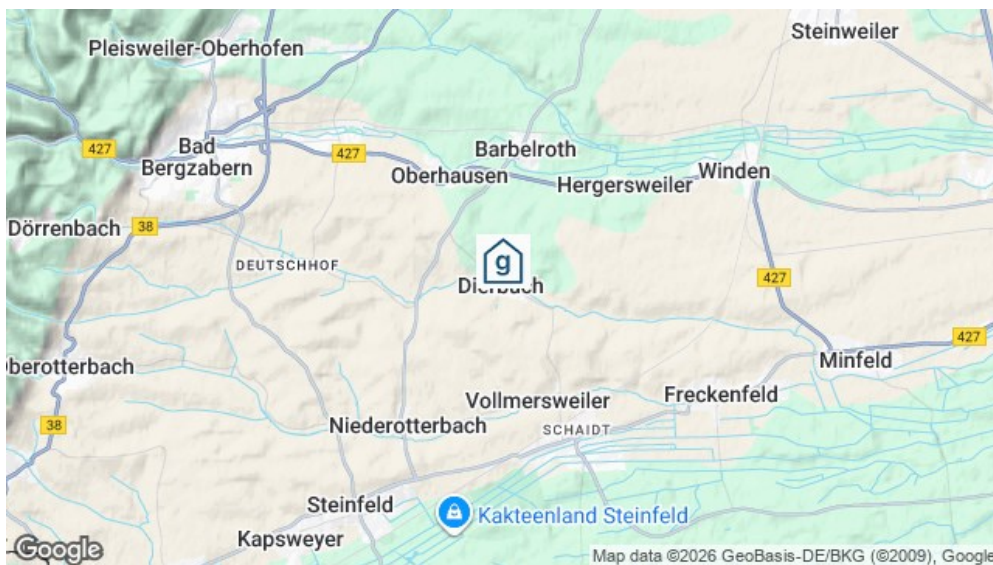 Pleisweiler-Oberhofen
Steinweiler
427
Bad
Bergzabern
427
Barbelroth
Oberhausen
Hergersweiler
Winden
Dörrenbach
38
DEUTSCHHOF
g
Dierbach
427
427
Oberotterbach
Minfeld
Freckenfeld
Vollmersweiler
38
Niederotterbach
SCHAIDT
Steinfeld
Kakteenland Steinfeld
Kapsweyer
Google
Map data ©2026 GeoBasis-DE/BKG (©2009), Google